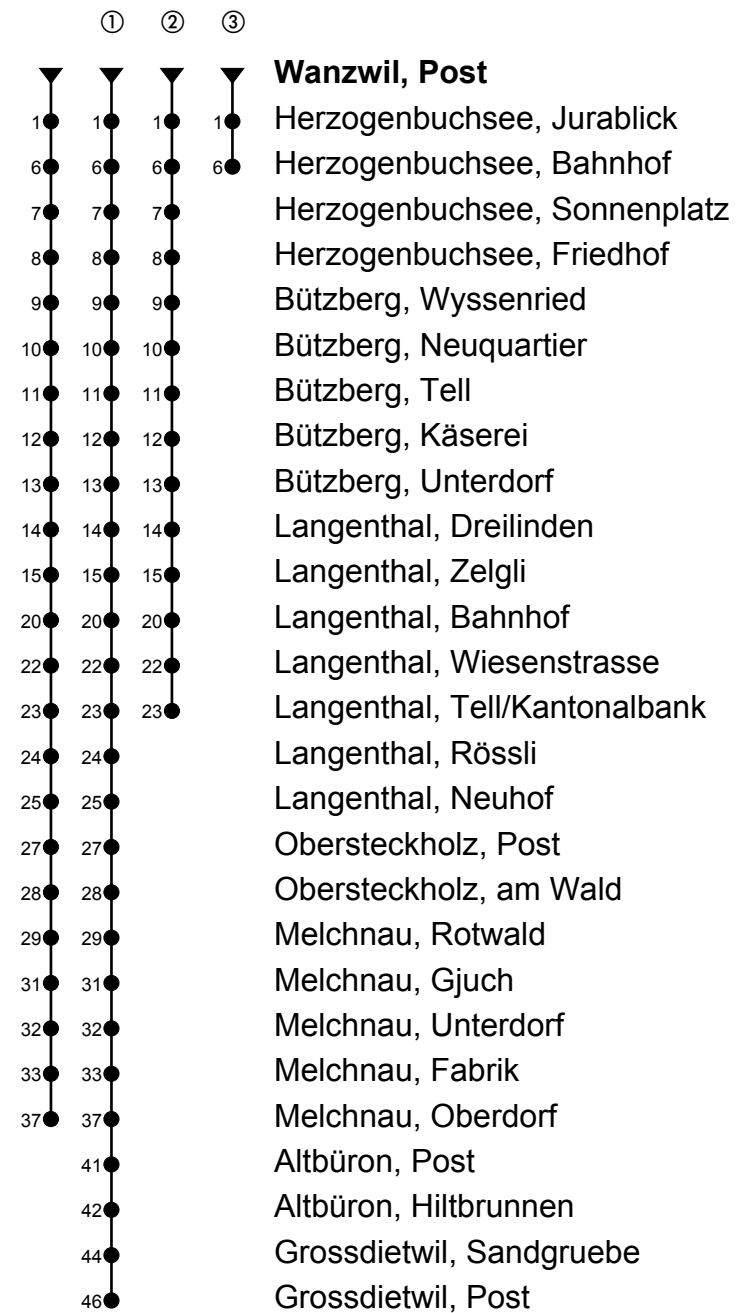 ① ② ③
Wanzwil, Post
1 1 1 1 Herzogenbuchsee, Jurablick
6 6 6 6 Herzogenbuchsee, Bahnhof
7 7 7 Herzogenbuchsee, Sonnenplatz
8 8 8 Herzogenbuchsee, Friedhof
9 9 9 Bützberg, Wyssenried
10 10 10 Bützberg, Neuquartier
11 11 11 Bützberg, Tell
12 12 12 Bützberg, Käserei
13 13 13 Bützberg, Unterdorf
14 14 14 Langenthal, Dreilinden
15 15 15 Langenthal, Zelgli
20 20 20 Langenthal, Bahnhof
22 22 22 Langenthal, Wiesenstrasse
23 23 23 Langenthal, Tell/Kantonalbank
24 24 Langenthal, Rössli
25 25 Langenthal, Neuhof
27 27 Obersteckholz, Post
28 28 Obersteckholz, am Wald
29 29 Melchnau, Rotwald
31 31 Melchnau, Gjuch
32 32 Melchnau, Unterdorf
33 33 Melchnau, Fabrik
37 37 Melchnau, Oberdorf
41 Altbüron, Post
42 Altbüron, Hiltbrunnen
44 Grossdietwil, Sandgruebe
46 Grossdietwil, Post